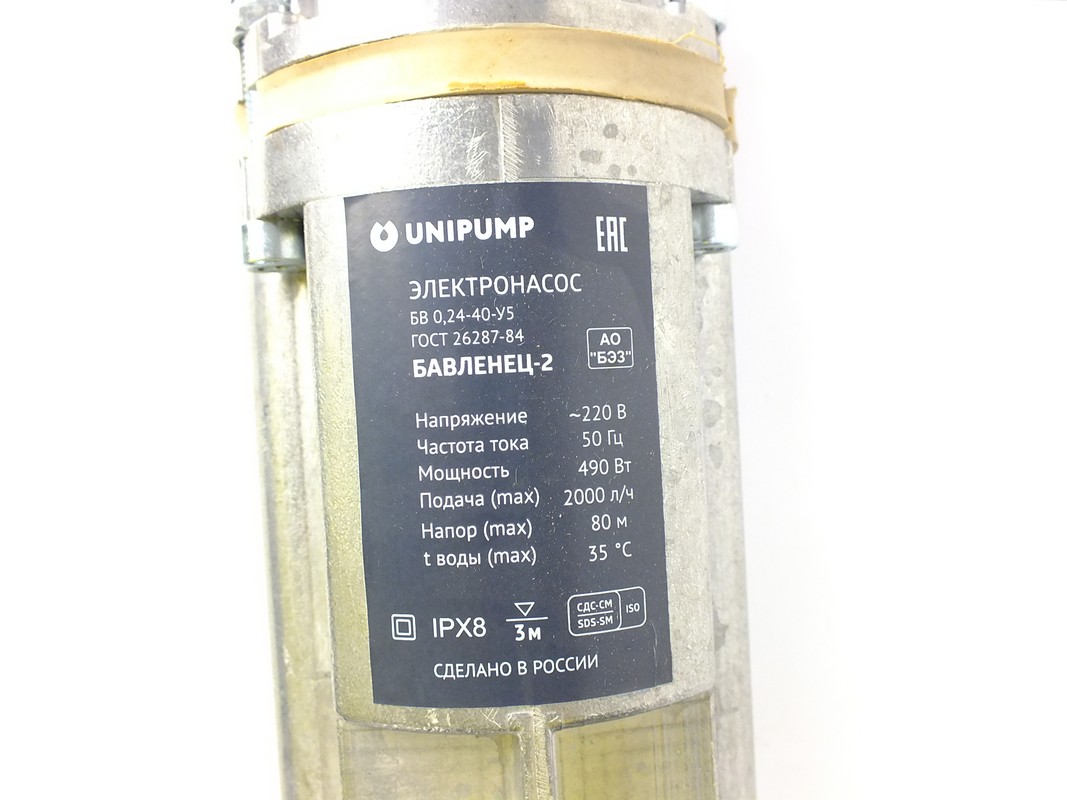 UNIPUMP
EAC
ЭЛЕКТРОНАСОС
БВ 0,24-40-У5
ГОСТ 26287-84
БАВЛЕНЕЦ-2
АО
"БЭЗ"
Напряжение ~220 В
Частота тока 50 Гц
Мощность 490 Вт
Подача (max) 2000 л/ч
Напор (max) 80 м
t воды (max) 35 °C
IPX8
3м
СДС-СМ
SDS-SM
ISO
СДЕЛАНО В РОССИИ